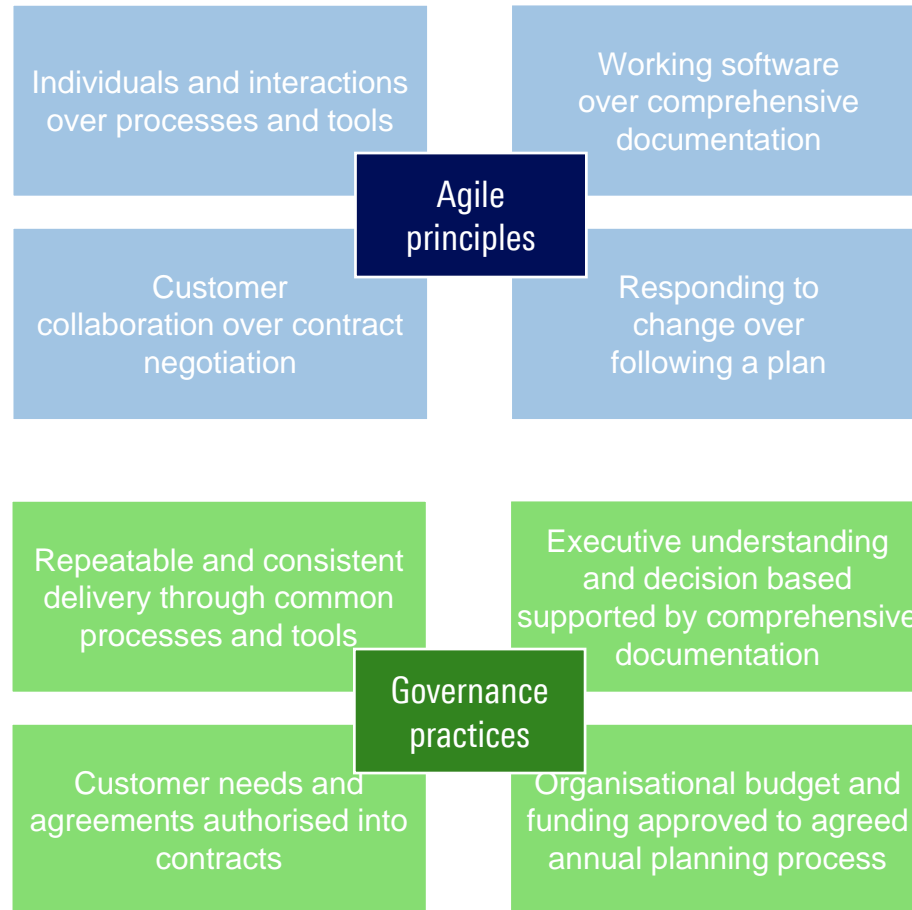 Individuals and interactions
over processes and tools
Working software
over comprehensive
documentation
Agile
principles
Customer
collaboration over contract
negotiation
Responding to
change over
following a plan
Repeatable and consistent
delivery through common
processes and tools
Executive understanding
and decision based
supported by comprehensive
documentation
Governance
practices
Customer needs and
agreements authorised into
contracts
Organisational budget and
funding approved to agreed
annual planning process